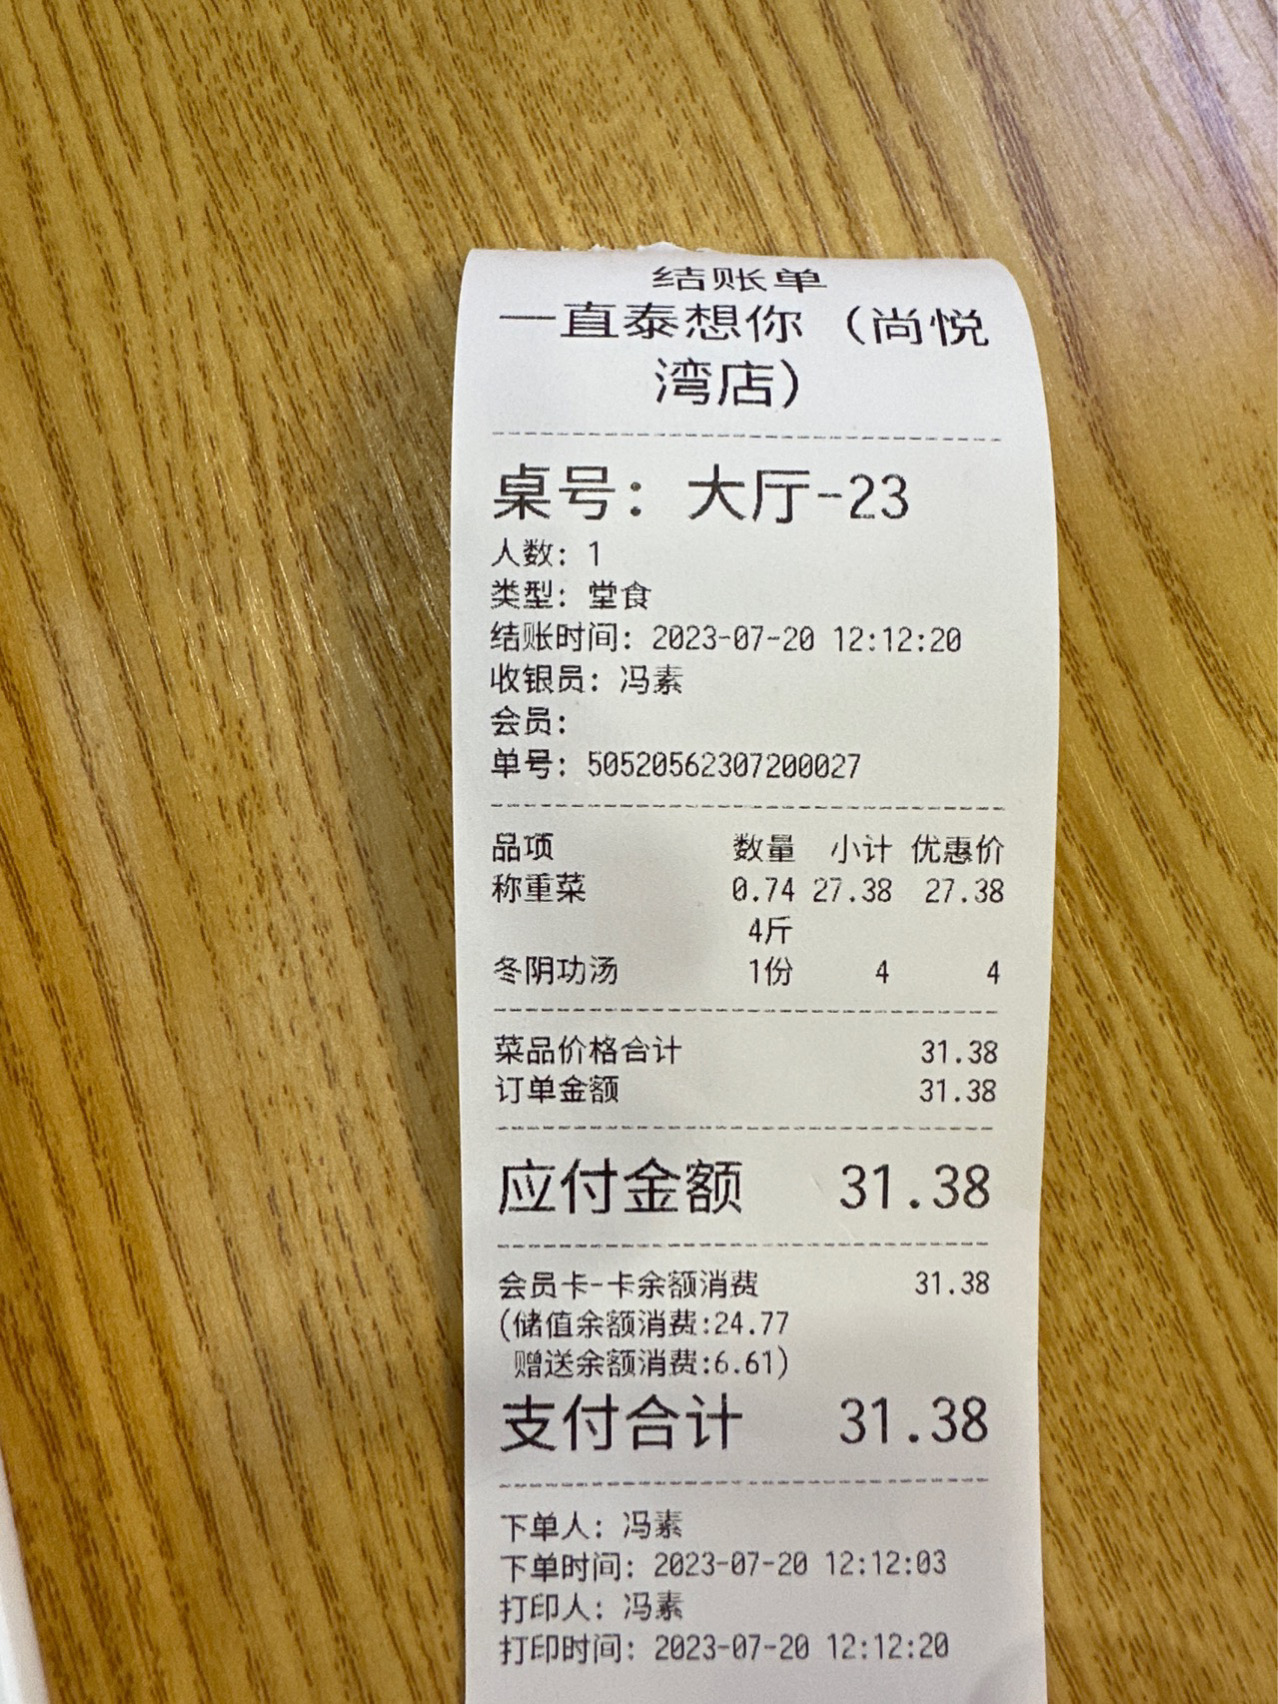 结账单
一直泰想你（尚悦
湾店）
桌号：大厅-23
人数：1
类型：堂食
结账时间：2023-07-20 12:12:20
收银员：冯素
会员：
单号：50520562307200027
品项 数量 小计 优惠价
称重菜 0.74 27.38 27.38
4斤
冬阴功汤 1份 4 4
菜品价格合计 31.38
订单金额 31.38
应付金额 31.38
会员卡-卡余额消费 31.38
(储值余额消费:24.77
赠送余额消费:6.61)
支付合计 31.38
下单人：冯素
下单时间：2023-07-20 12:12:03
打印人：冯素
打印时间：2023-07-20 12:12:20